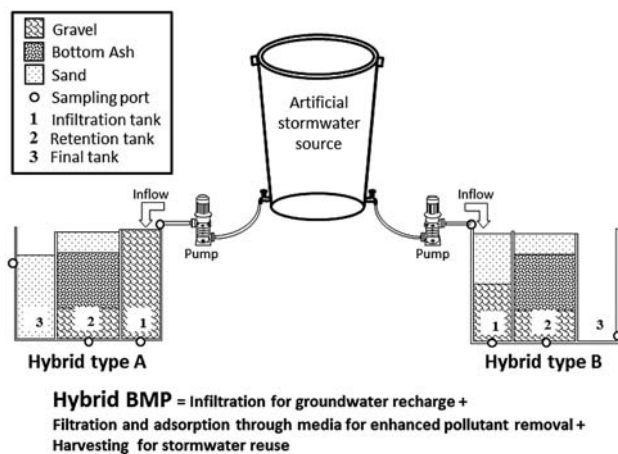 Gravel
Bottom Ash
Sand
Sampling port
1 Infiltration tank
2 Retention tank
3 Final tank
Artificial
stormwater
source
Inflow
Inflow
Pump
Pump
3
2
1
1
2
3
Hybrid type A
Hybrid type B
Hybrid BMP = Infiltration for groundwater recharge +
Filtration and adsorption through media for enhanced pollutant removal +
Harvesting for stormwater reuse